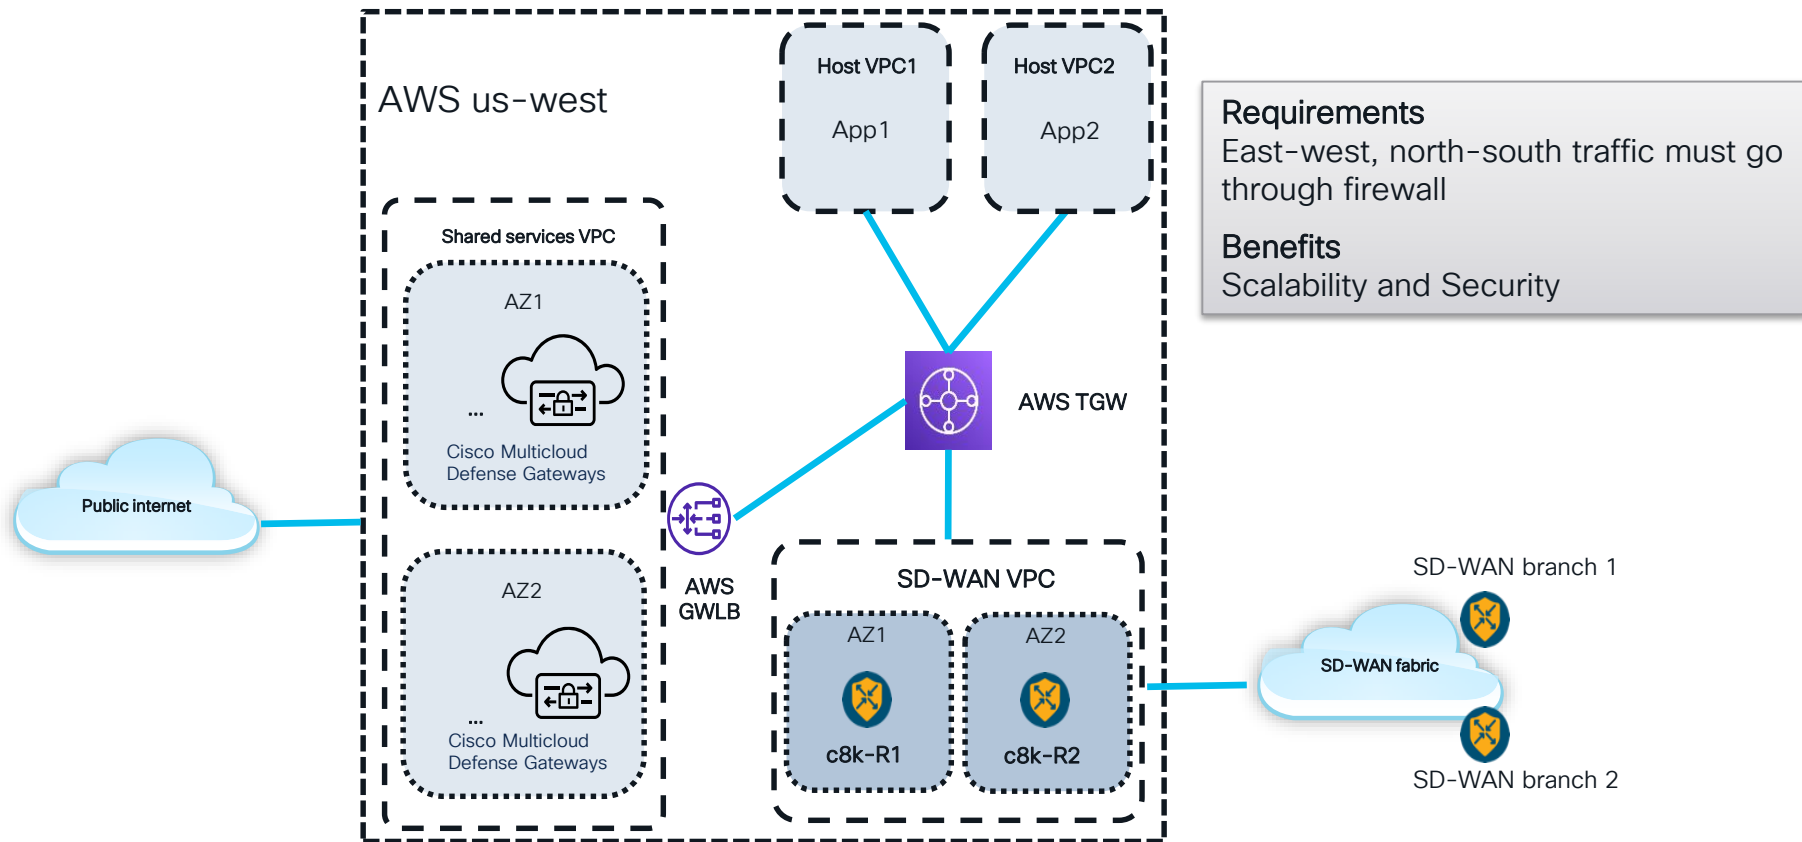 AWS us-west
Host VPC1
App1
Host VPC2
App2
Requirements
East-west, north-south traffic must go
through firewall
Benefits
Scalability and Security
Shared services VPC
AZ1
...
Cisco Multicloud
Defense Gateways
AWS TGW
Public internet
AWS
GWLB
AZ2
...
Cisco Multicloud
Defense Gateways
SD-WAN VPC
AZ1
c8k-R1
AZ2
c8k-R2
SD-WAN branch 1
SD-WAN fabric
SD-WAN branch 2